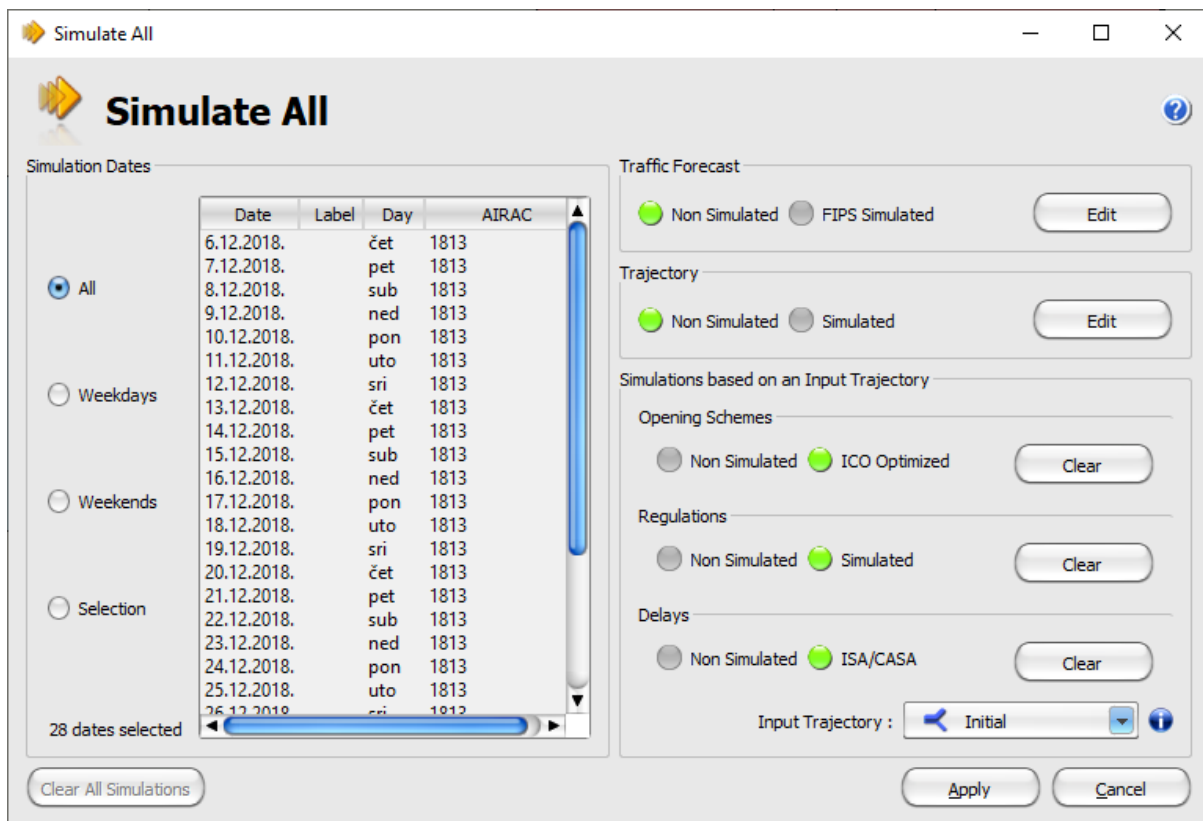 Simulate All
Simulate All
Simulation Dates
Date Label Day AIRAC
6.12.2018. čet 1813
7.12.2018. pet 1813
8.12.2018. sub 1813
9.12.2018. ned 1813
10.12.2018. pon 1813
11.12.2018. uto 1813
12.12.2018. sri 1813
13.12.2018. čet 1813
14.12.2018. pet 1813
15.12.2018. sub 1813
16.12.2018. ned 1813
17.12.2018. pon 1813
18.12.2018. uto 1813
19.12.2018. sri 1813
20.12.2018. čet 1813
21.12.2018. pet 1813
22.12.2018. sub 1813
23.12.2018. ned 1813
24.12.2018. pon 1813
25.12.2018. uto 1813
26.12.2018. sri 1813
All
Weekdays
Weekends
Selection
28 dates selected
Traffic Forecast
Non Simulated FIPS Simulated Edit
Trajectory
Non Simulated Simulated Edit
Simulations based on an Input Trajectory
Opening Schemes
Non Simulated ICO Optimized Clear
Regulations
Non Simulated Simulated Clear
Delays
Non Simulated ISA/CASA Clear
Input Trajectory : Initial
Clear All Simulations
Apply Cancel